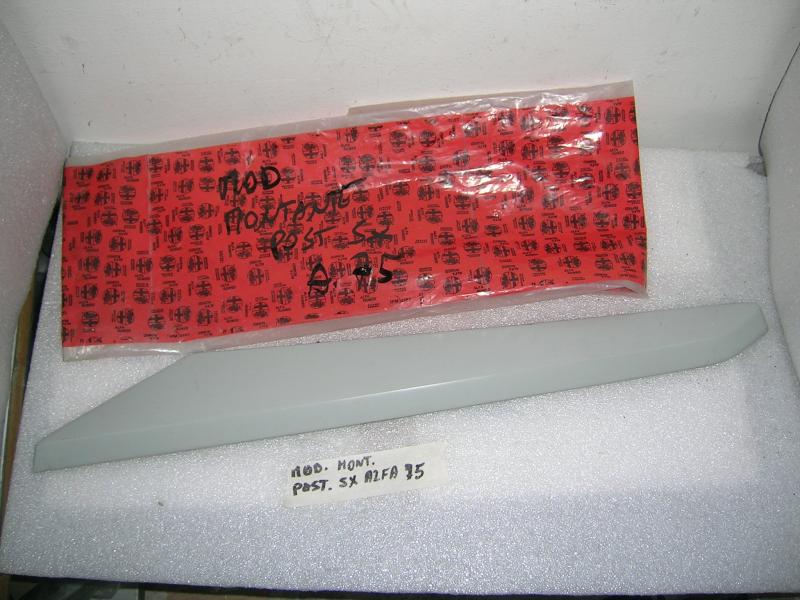 MOD
MONTANTE
POST SX
A. 75
MOD. MONT.
POST. SX ALFA 75